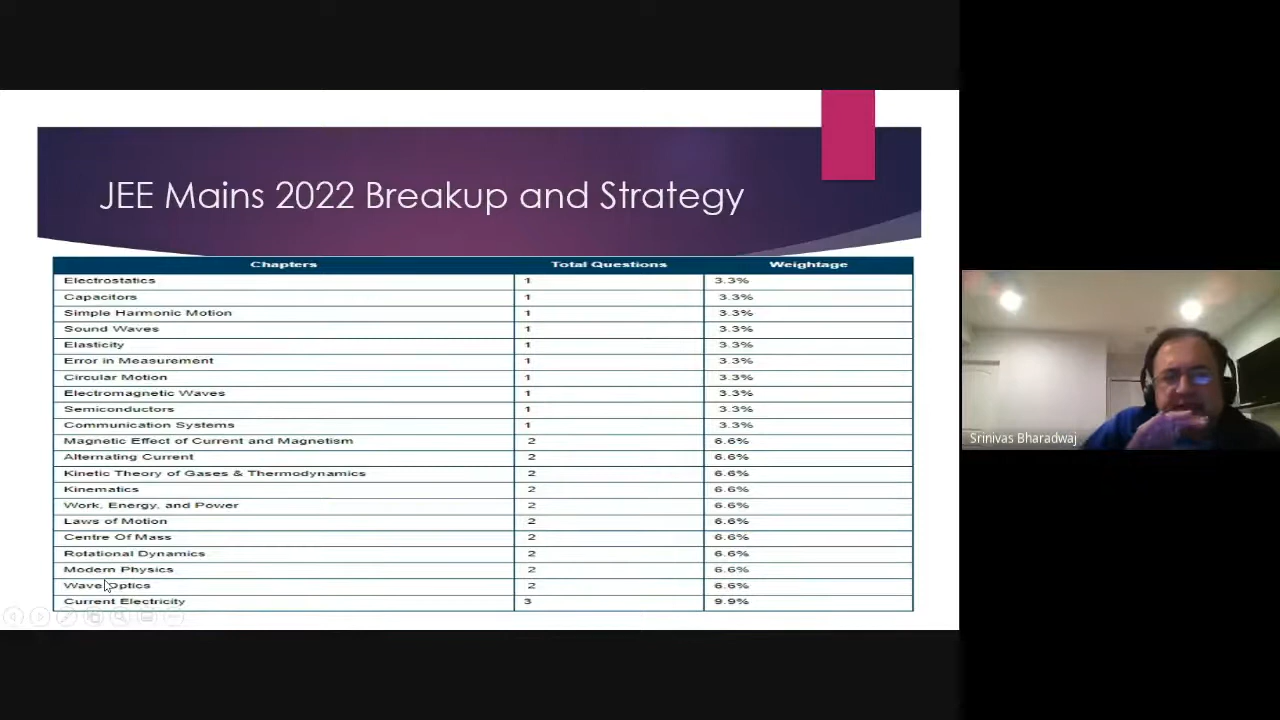 JEE Mains 2022 Breakup and Strategy
Chapters Total Questions Weightage
Electrostatics 1 3.3%
Capacitors 1 3.3%
Simple Harmonic Motion 1 3.3%
Sound Waves 1 3.3%
Elasticity 1 3.3%
Error in Measurement 1 3.3%
Circular Motion 1 3.3%
Electromagnetic Waves 1 3.3%
Semiconductors 1 3.3%
Communication Systems 1 3.3%
Magnetic Effect of Current and Magnetism 2 6.6%
Alternating Current 2 6.6%
Kinetic Theory of Gases & Thermodynamics 2 6.6%
Kinematics 2 6.6%
Work, Energy, and Power 2 6.6%
Laws of Motion 2 6.6%
Centre Of Mass 2 6.6%
Rotational Dynamics 2 6.6%
Modern Physics 2 6.6%
Wave Optics 2 6.6%
Current Electricity 3 9.9%
Srinivas Bharadwaj